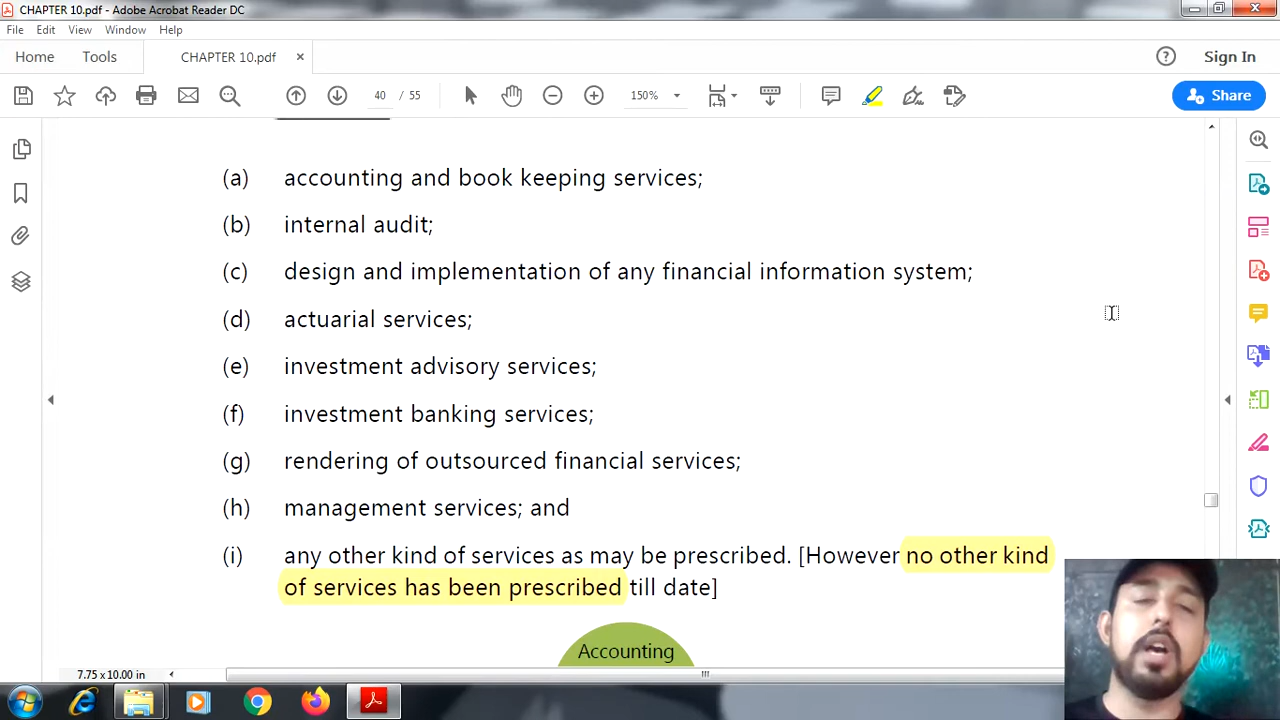 CHAPTER 10.pdf - Adobe Acrobat Reader DC
File Edit View Window Help
Home Tools CHAPTER 10.pdf × Sign In
40 / 55 150% Share
(a) accounting and book keeping services;
(b) internal audit;
(c) design and implementation of any financial information system;
(d) actuarial services;
(e) investment advisory services;
(f) investment banking services;
(g) rendering of outsourced financial services;
(h) management services; and
(i) any other kind of services as may be prescribed. [However no other kind
of services has been prescribed till date]
Accounting
7.75 x 10.00 in